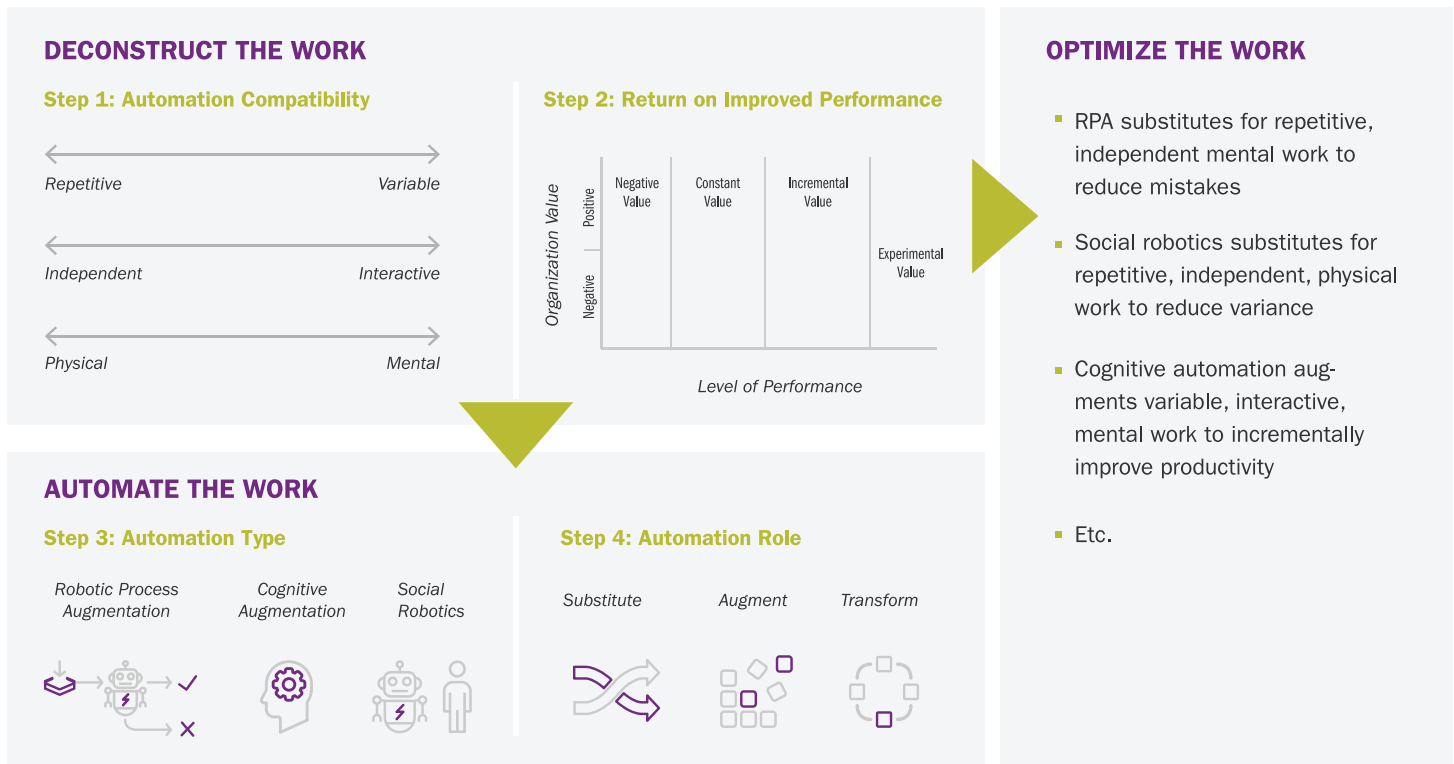 DECONSTRUCT THE WORK
Step 1: Automation Compatibility
Repetitive
Variable
Independent
Interactive
Physical
Mental
Step 2: Return on Improved Performance
Organization Value
Positive
Negative
Negative
Value
Constant
Value
Incremental
Value
Experimental
Value
Level of Performance
AUTOMATE THE WORK
Step 3: Automation Type
Robotic Process
Augmentation
Cognitive
Augmentation
Social
Robotics
Step 4: Automation Role
Substitute
Augment
Transform
OPTIMIZE THE WORK
RPA substitutes for repetitive,
independent mental work to
reduce mistakes
Social robotics substitutes for
repetitive, independent, physical
work to reduce variance
Cognitive automation aug-
ments variable, interactive,
mental work to incrementally
improve productivity
Etc.